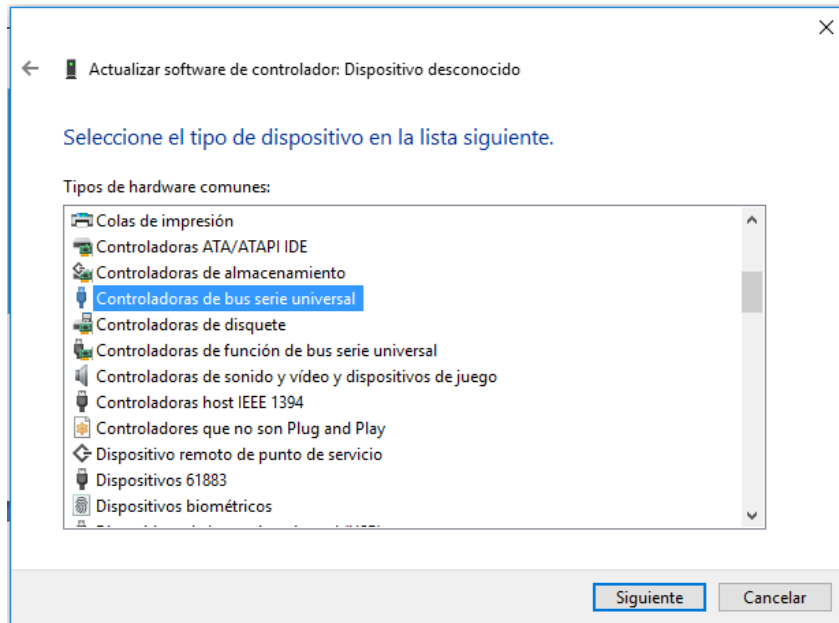 Actualizar software de controlador: Dispositivo desconocido
Seleccione el tipo de dispositivo en la lista siguiente.
Tipos de hardware comunes:
Colas de impresión
Controladoras ATA/ATAPI IDE
Controladoras de almacenamiento
Controladoras de bus serie universal
Controladoras de disquete
Controladoras de función de bus serie universal
Controladoras de sonido y vídeo y dispositivos de juego
Controladoras host IEEE 1394
Controladores que no son Plug and Play
Dispositivo remoto de punto de servicio
Dispositivos 61883
Dispositivos biométricos
Siguiente
Cancelar